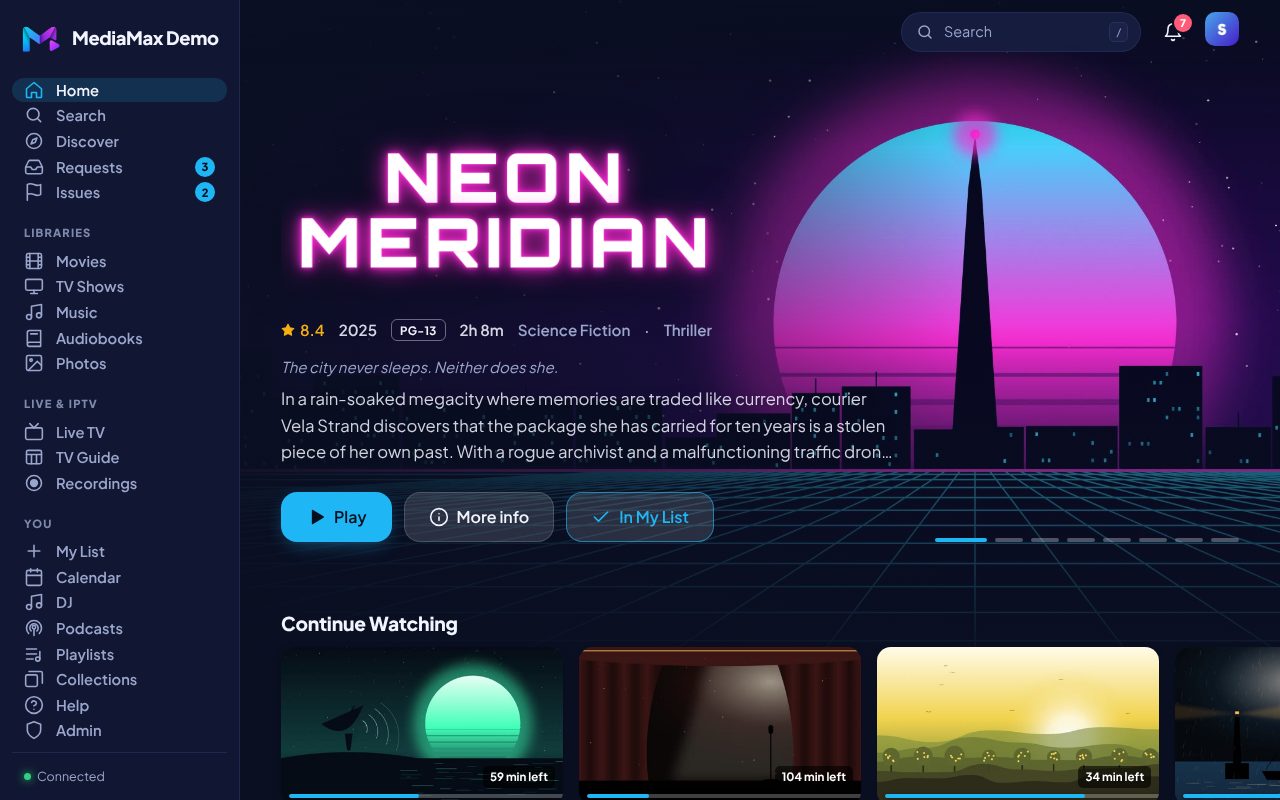 MediaMax Demo
Search
/
7
S
Home
Search
Discover
Requests
3
Issues
2
LIBRARIES
Movies
TV Shows
Music
Audiobooks
Photos
LIVE & IPTV
Live TV
TV Guide
Recordings
YOU
My List
Calendar
DJ
Podcasts
Playlists
Collections
Help
Admin
Connected
NEON
MERIDIAN
8.4 2025 PG-13 2h 8m Science Fiction · Thriller
The city never sleeps. Neither does she.
In a rain-soaked megacity where memories are traded like currency, courier
Vela Strand discovers that the package she has carried for ten years is a stolen
piece of her own past. With a rogue archivist and a malfunctioning traffic dron…
Play
More info
In My List
Continue Watching
59 min left
104 min left
34 min left